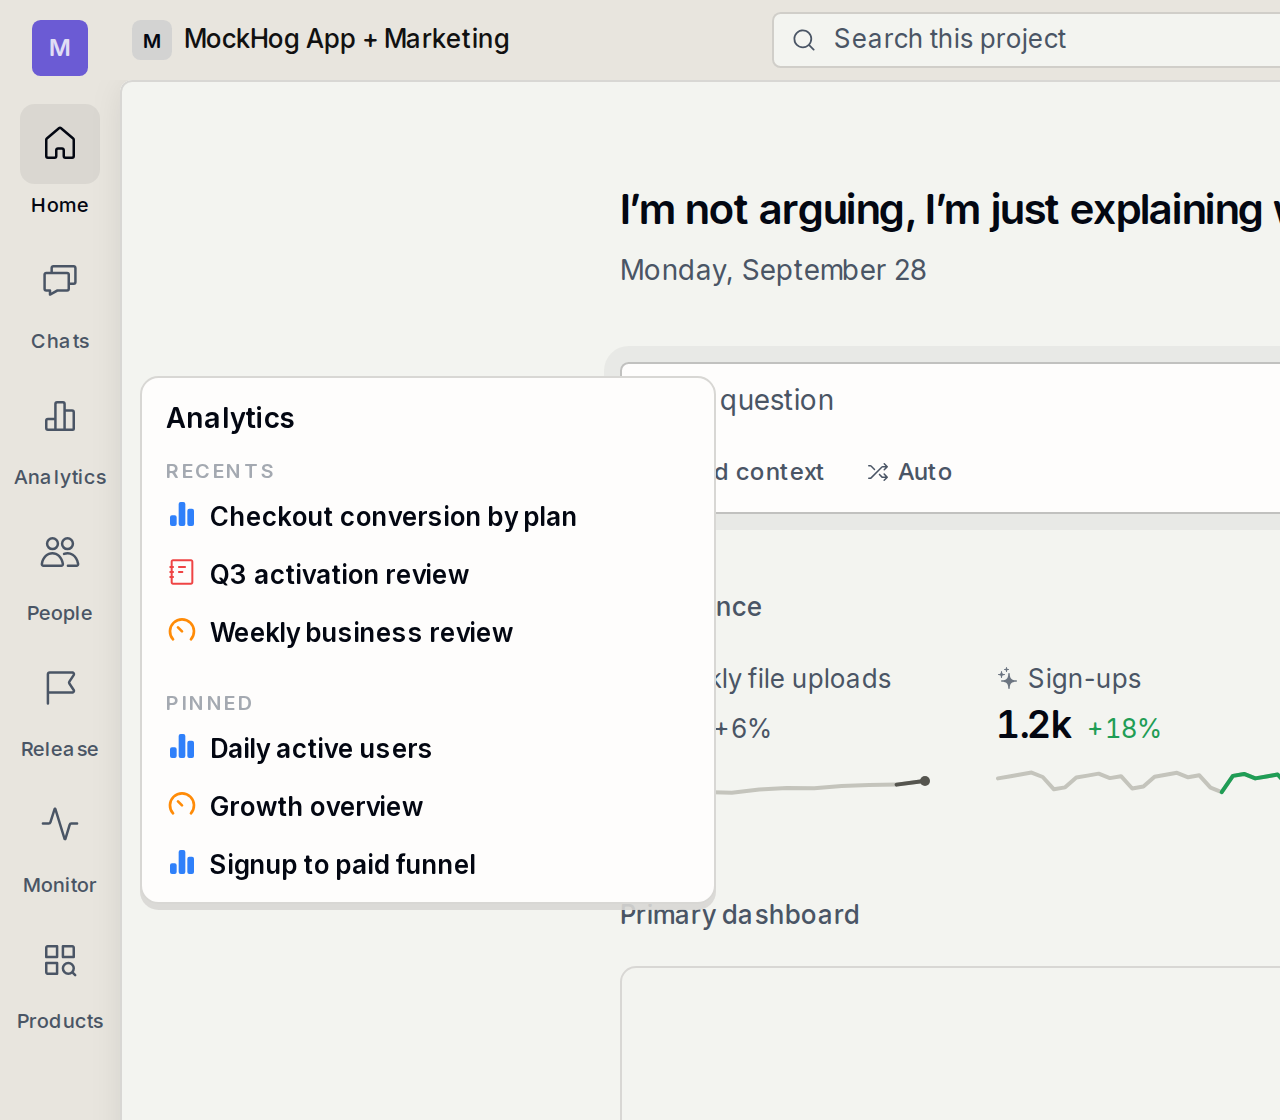 M
M MockHog App + Marketing
Search this project
Home
Chats
Analytics
People
Release
Monitor
Products
I'm not arguing, I'm just explaining
Monday, September 28
question
d context
Auto
Analytics
RECENTS
Checkout conversion by plan
Q3 activation review
Weekly business review
PINNED
Daily active users
Growth overview
Signup to paid funnel
nce
kly file uploads
+6%
Sign-ups
1.2k +18%
Primary dashboard